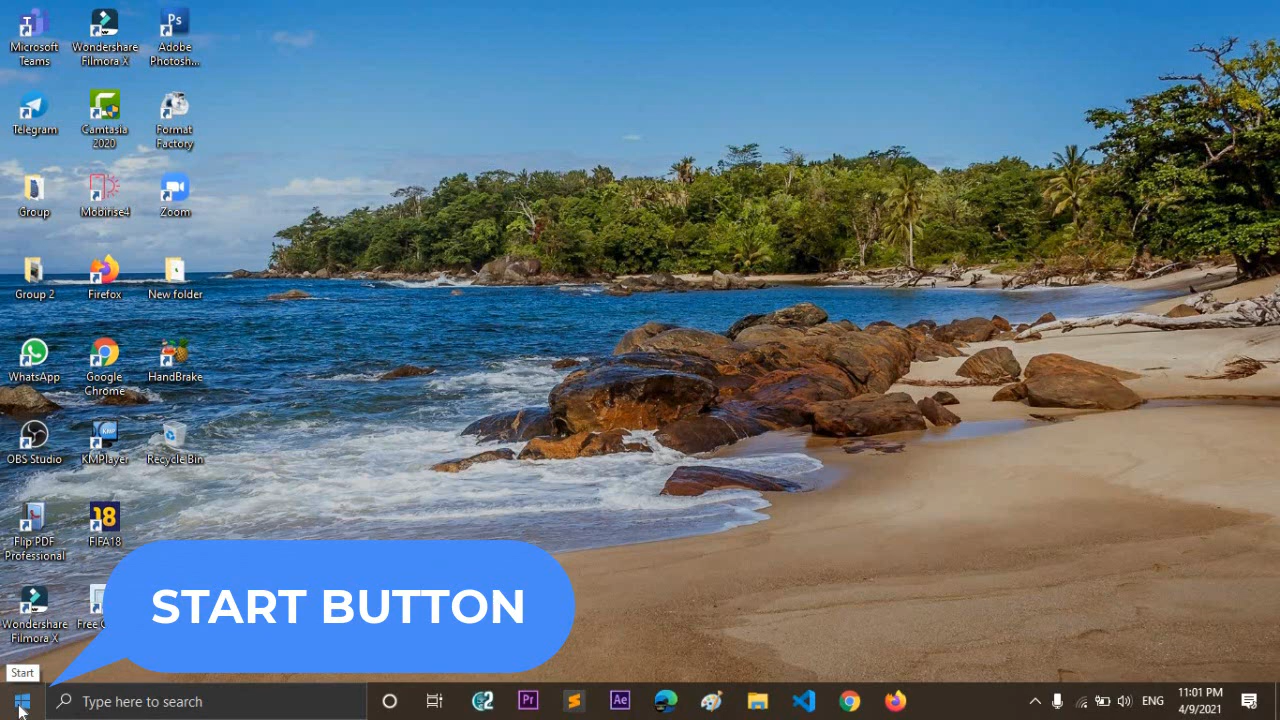 Microsoft Teams
Wondershare Filmora X
Adobe Photosh...
Telegram
Camtasia 2020
Format Factory
Group
Mobirise4
Zoom
Group 2
Firefox
New folder
WhatsApp
Google Chrome
HandBrake
OBS Studio
KMPlayer
Recycle Bin
Flip PDF Professional
FIFA18
Wondershare Filmora X
Free
START BUTTON
Start
Type here to search
ENG
11:01 PM
4/9/2021